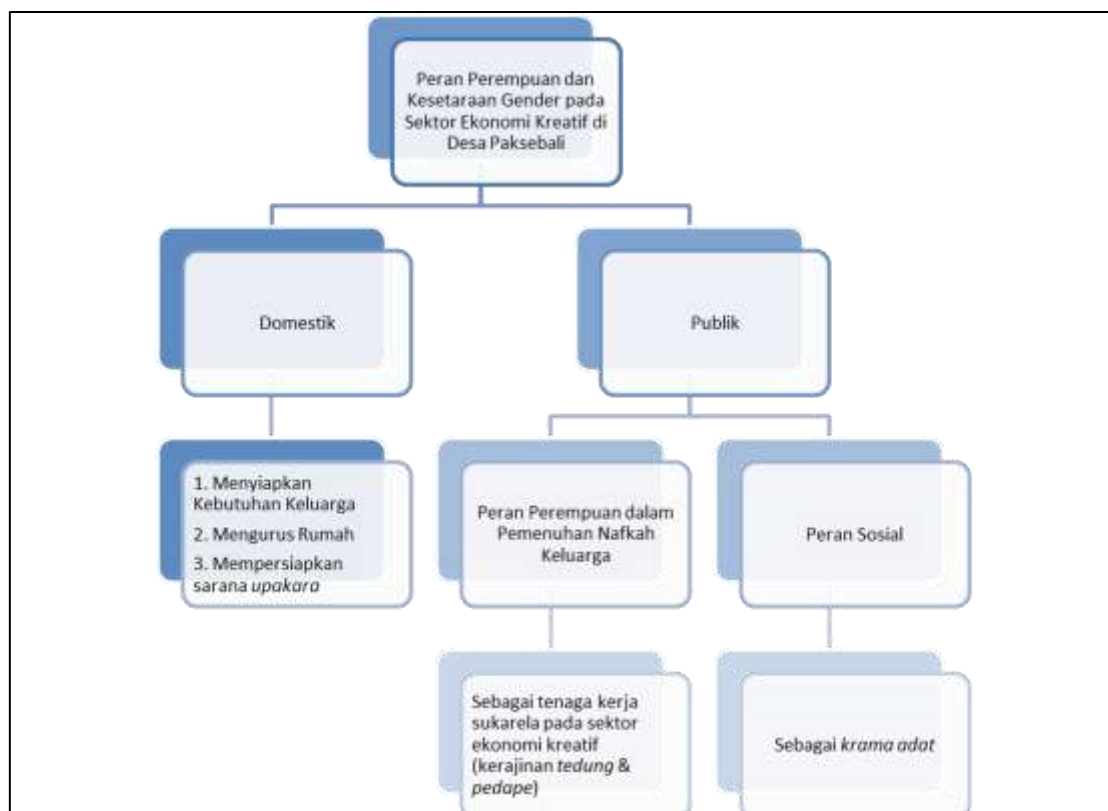 Peran Perempuan dan
Kesetaraan Gender pada
Sektor Ekonomi Kreatif di
Desa Paksebali
Domestik
Publik
1. Menyiapkan
Kebutuhan Keluarga
2. Mengurus Rumah
3. Mempersiapkan
sarana upakara
Peran Perempuan dalam
Pemenuhan Nafkah
Keluarga
Peran Sosial
Sebagai tenaga kerja
sukarela pada sektor
ekonomi kreatif
(kerajinan tedung &
pedape)
Sebagai krama adat